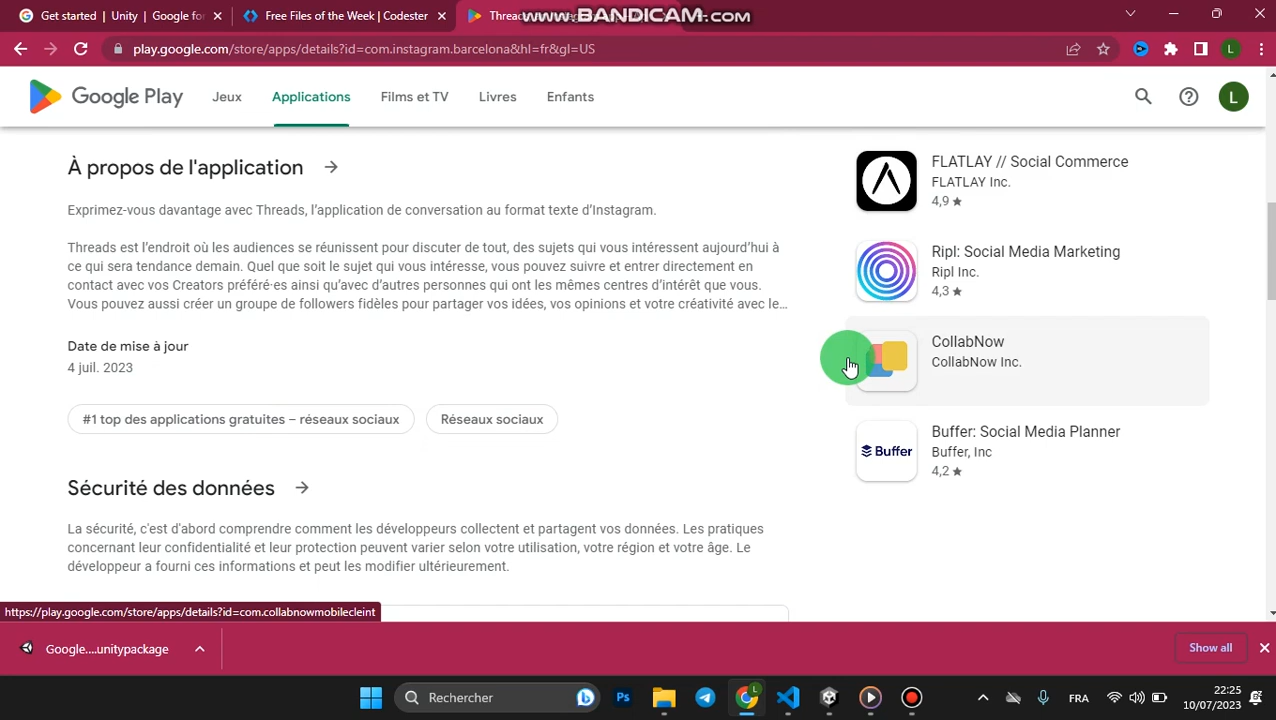 Get started | Unity | Google for
Free Files of the Week | Codester
Threads
www.BANDICAM.com
play.google.com/store/apps/details?id=com.instagram.barcelona&hl=fr&gl=US
L
Google Play
Jeux
Applications
Films et TV
Livres
Enfants
L
À propos de l'application
Exprimez-vous davantage avec Threads, l'application de conversation au format texte d'Instagram.
Threads est l'endroit où les audiences se réunissent pour discuter de tout, des sujets qui vous intéressent aujourd'hui à
ce qui sera tendance demain. Quel que soit le sujet qui vous intéresse, vous pouvez suivre et entrer directement en
contact avec vos Creators préféré·es ainsi qu'avec d'autres personnes qui ont les mêmes centres d'intérêt que vous.
Vous pouvez aussi créer un groupe de followers fidèles pour partager vos idées, vos opinions et votre créativité avec le…
Date de mise à jour
4 juil. 2023
#1 top des applications gratuites – réseaux sociaux
Réseaux sociaux
Sécurité des données
La sécurité, c'est d'abord comprendre comment les développeurs collectent et partagent vos données. Les pratiques
concernant leur confidentialité et leur protection peuvent varier selon votre utilisation, votre région et votre âge. Le
développeur a fourni ces informations et peut les modifier ultérieurement.
FLATLAY // Social Commerce
FLATLAY Inc.
4,9 ★
Ripl: Social Media Marketing
Ripl Inc.
4,3 ★
CollabNow
CollabNow Inc.
Buffer
Buffer: Social Media Planner
Buffer, Inc
4,2 ★
https://play.google.com/store/apps/details?id=com.collabnowmobilecleint
Google....unitypackage
Show all
Rechercher
Ps
L
FRA
22:25
10/07/2023